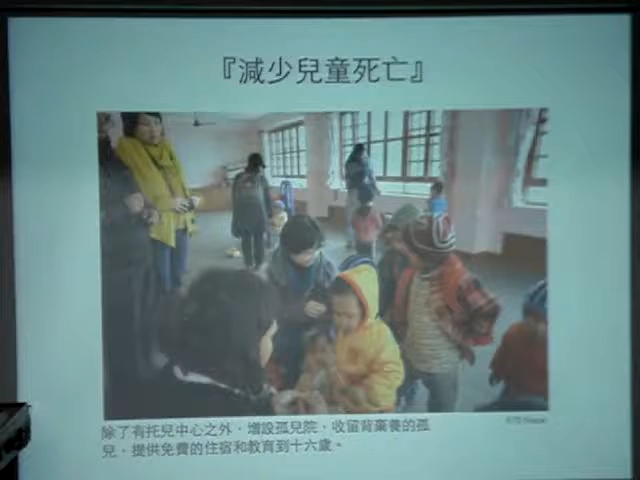 『減少兒童死亡』
除了有托兒中心之外，增設孤兒院，收留背棄養的孤
兒，提供免費的住宿和教育到十六歲。